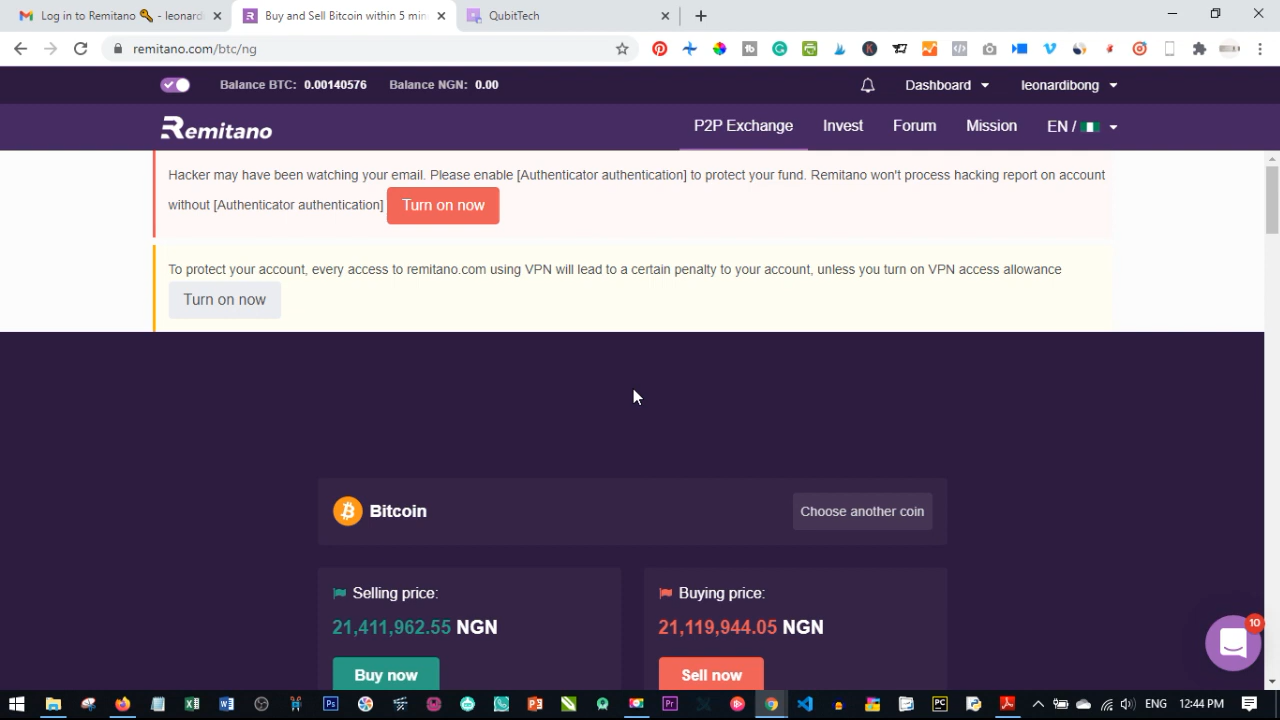 Log in to Remitano 🔑 - leonardi
Buy and Sell Bitcoin within 5 min
QubitTech
remitano.com/btc/ng
Balance BTC: 0.00140576
Balance NGN: 0.00
Dashboard
leonardibong
Remitano
P2P Exchange
Invest
Forum
Mission
EN /
Hacker may have been watching your email. Please enable [Authenticator authentication] to protect your fund. Remitano won't process hacking report on account
without [Authenticator authentication]
Turn on now
To protect your account, every access to remitano.com using VPN will lead to a certain penalty to your account, unless you turn on VPN access allowance
Turn on now
Bitcoin
Choose another coin
Selling price:
21,411,962.55 NGN
Buy now
Buying price:
21,119,944.05 NGN
Sell now
10
ENG
12:44 PM